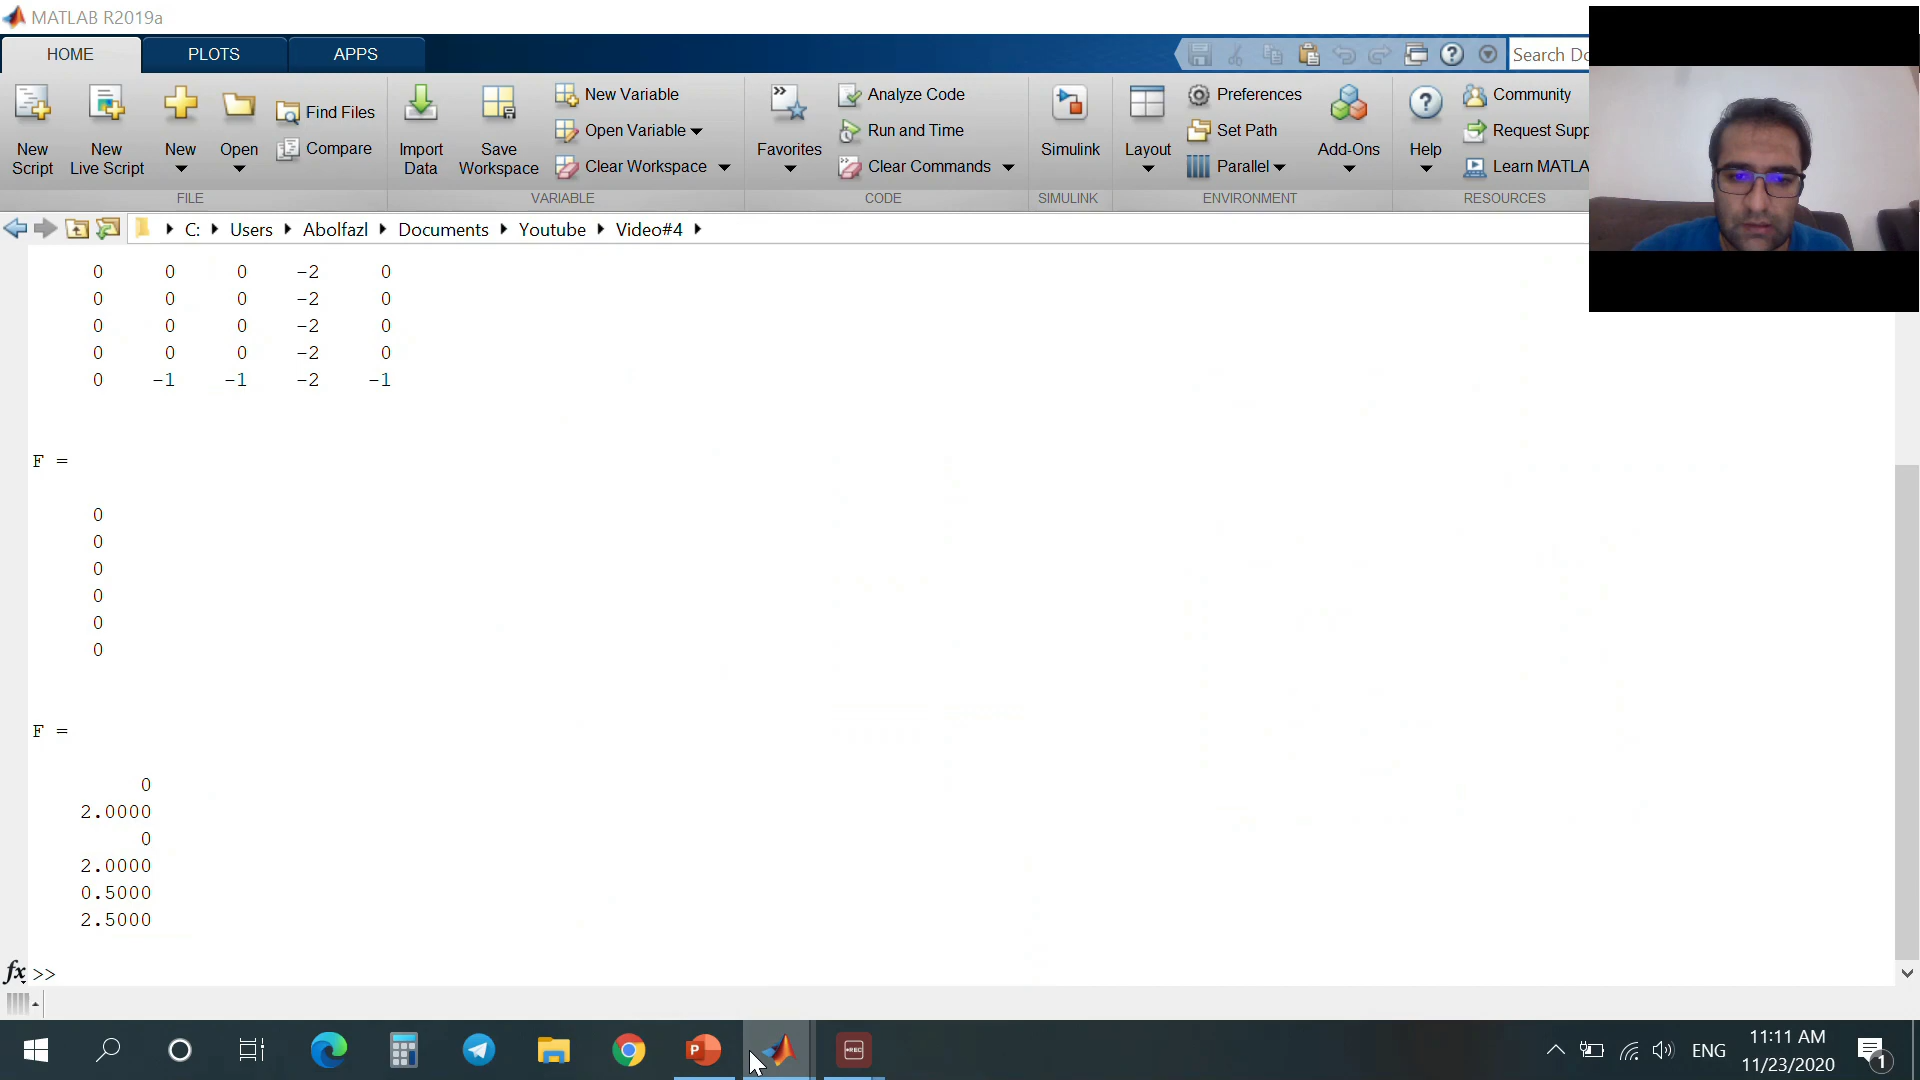 MATLAB R2019a
HOME PLOTS APPS
Search Do
New Script
New Live Script
New
Open
Find Files
Compare
Import Data
Save Workspace
New Variable
Open Variable
Clear Workspace
Favorites
Analyze Code
Run and Time
Clear Commands
Simulink
Layout
Preferences
Set Path
Parallel
Add-Ons
Help
Community
Request Supp
Learn MATLA
FILE VARIABLE CODE SIMULINK ENVIRONMENT RESOURCES
C: Users Abolfazl Documents Youtube Video#4
0 0 0 -2 0
0 0 0 -2 0
0 0 0 -2 0
0 0 0 -2 0
0 -1 -1 -2 -1
F =
0
0
0
0
0
0
F =
0
2.0000
0
2.0000
0.5000
2.5000
fx >>
P
REC
ENG
11:11 AM
11/23/2020
1